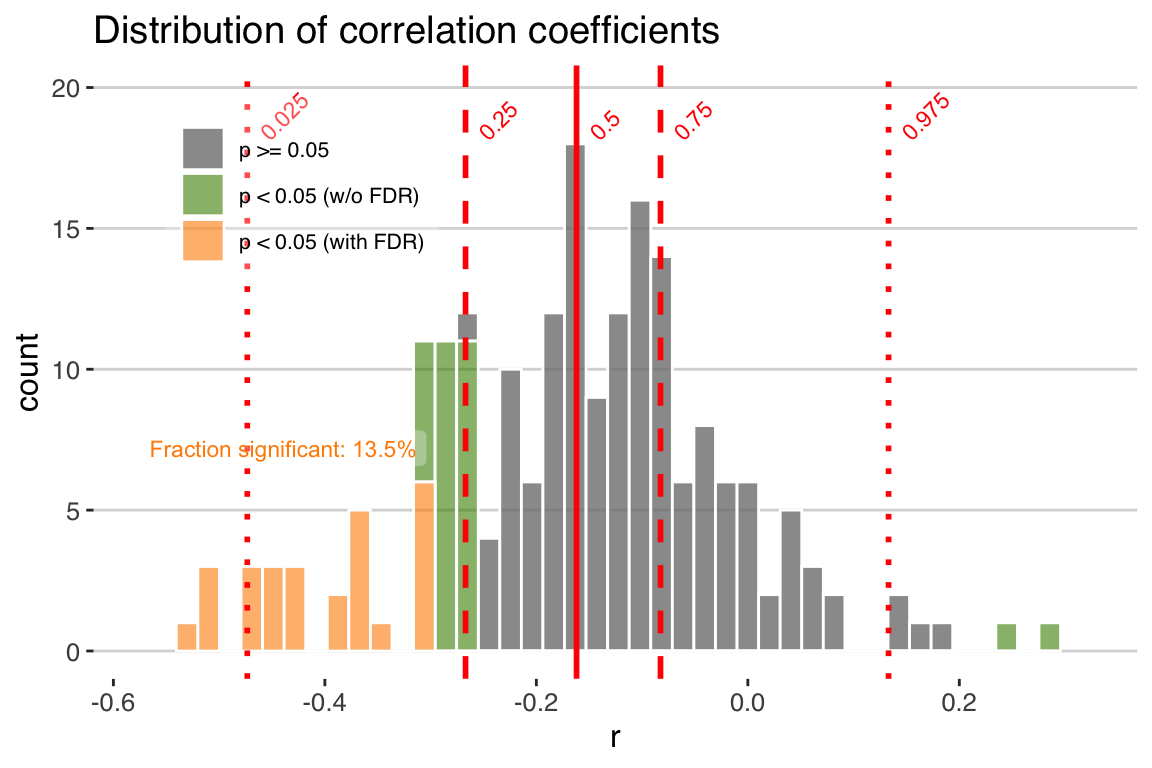 Distribution of correlation coefficients
20
15
10
5
0
count
0.025
0.25
0.5
0.75
0.975
p >= 0.05
p < 0.05 (w/o FDR)
p < 0.05 (with FDR)
Fraction significant: 13.5%
-0.6
-0.4
-0.2
0.0
0.2
r